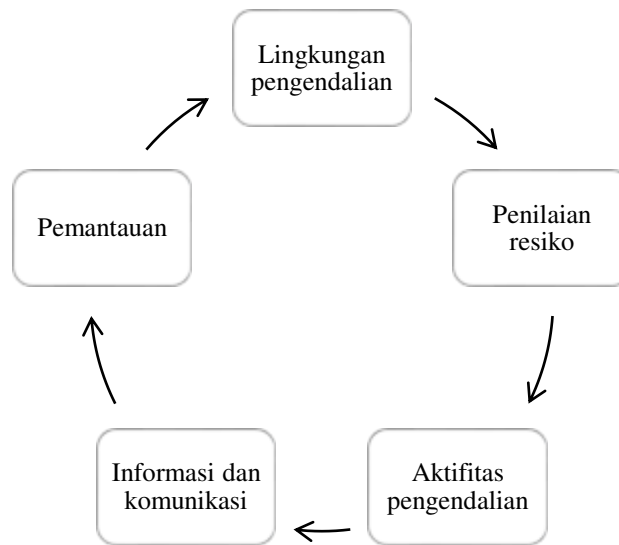 Lingkungan
pengendalian
Penilaian
resiko
Aktifitas
pengendalian
Informasi dan
komunikasi
Pemantauan